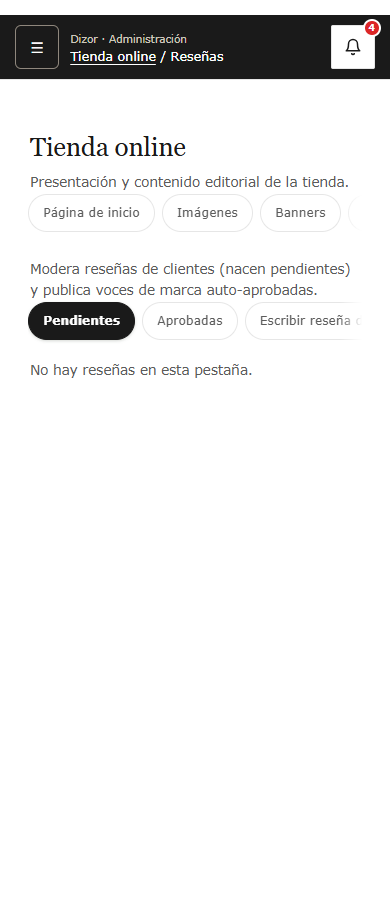 Dizor · Administración
Tienda online / Reseñas
4
Tienda online
Presentación y contenido editorial de la tienda.
Página de inicio Imágenes Banners
Modera reseñas de clientes (nacen pendientes)
y publica voces de marca auto-aprobadas.
Pendientes Aprobadas Escribir reseña
No hay reseñas en esta pestaña.